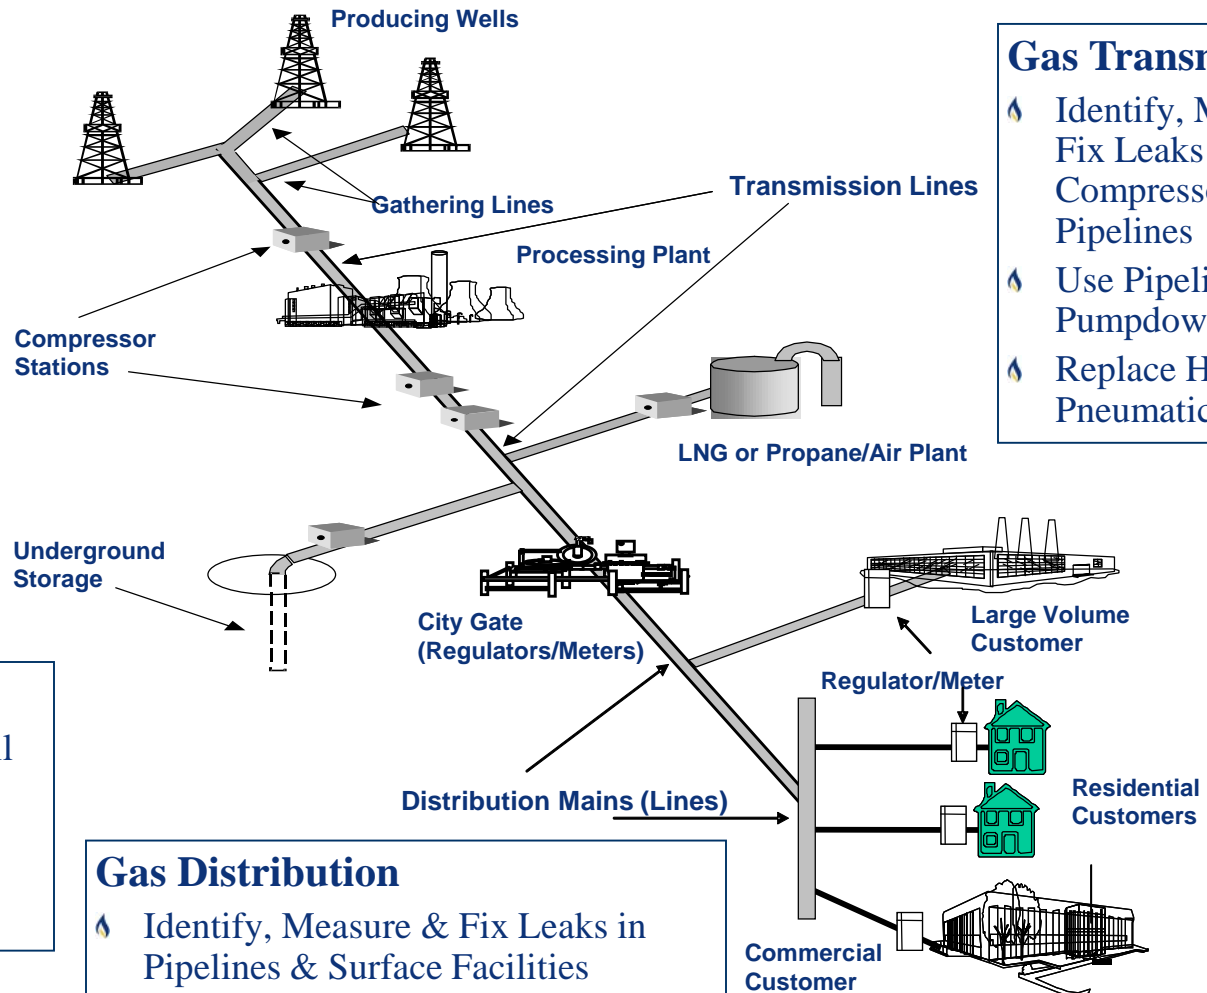 Producing Wells
Gas Transm
Identify, M
Fix Leaks
Compresso
Pipelines
Use Pipeli
Pumpdow
Replace H
Pneumatic
Transmission Lines
Gathering Lines
Processing Plant
Compressor
Stations
LNG or Propane/Air Plant
Underground
Storage
City Gate
(Regulators/Meters)
Large Volume
Customer
Regulator/Meter
Distribution Mains (Lines)
Residential
Customers
Gas Distribution
Identify, Measure & Fix Leaks in
Pipelines & Surface Facilities
Commercial
Customer